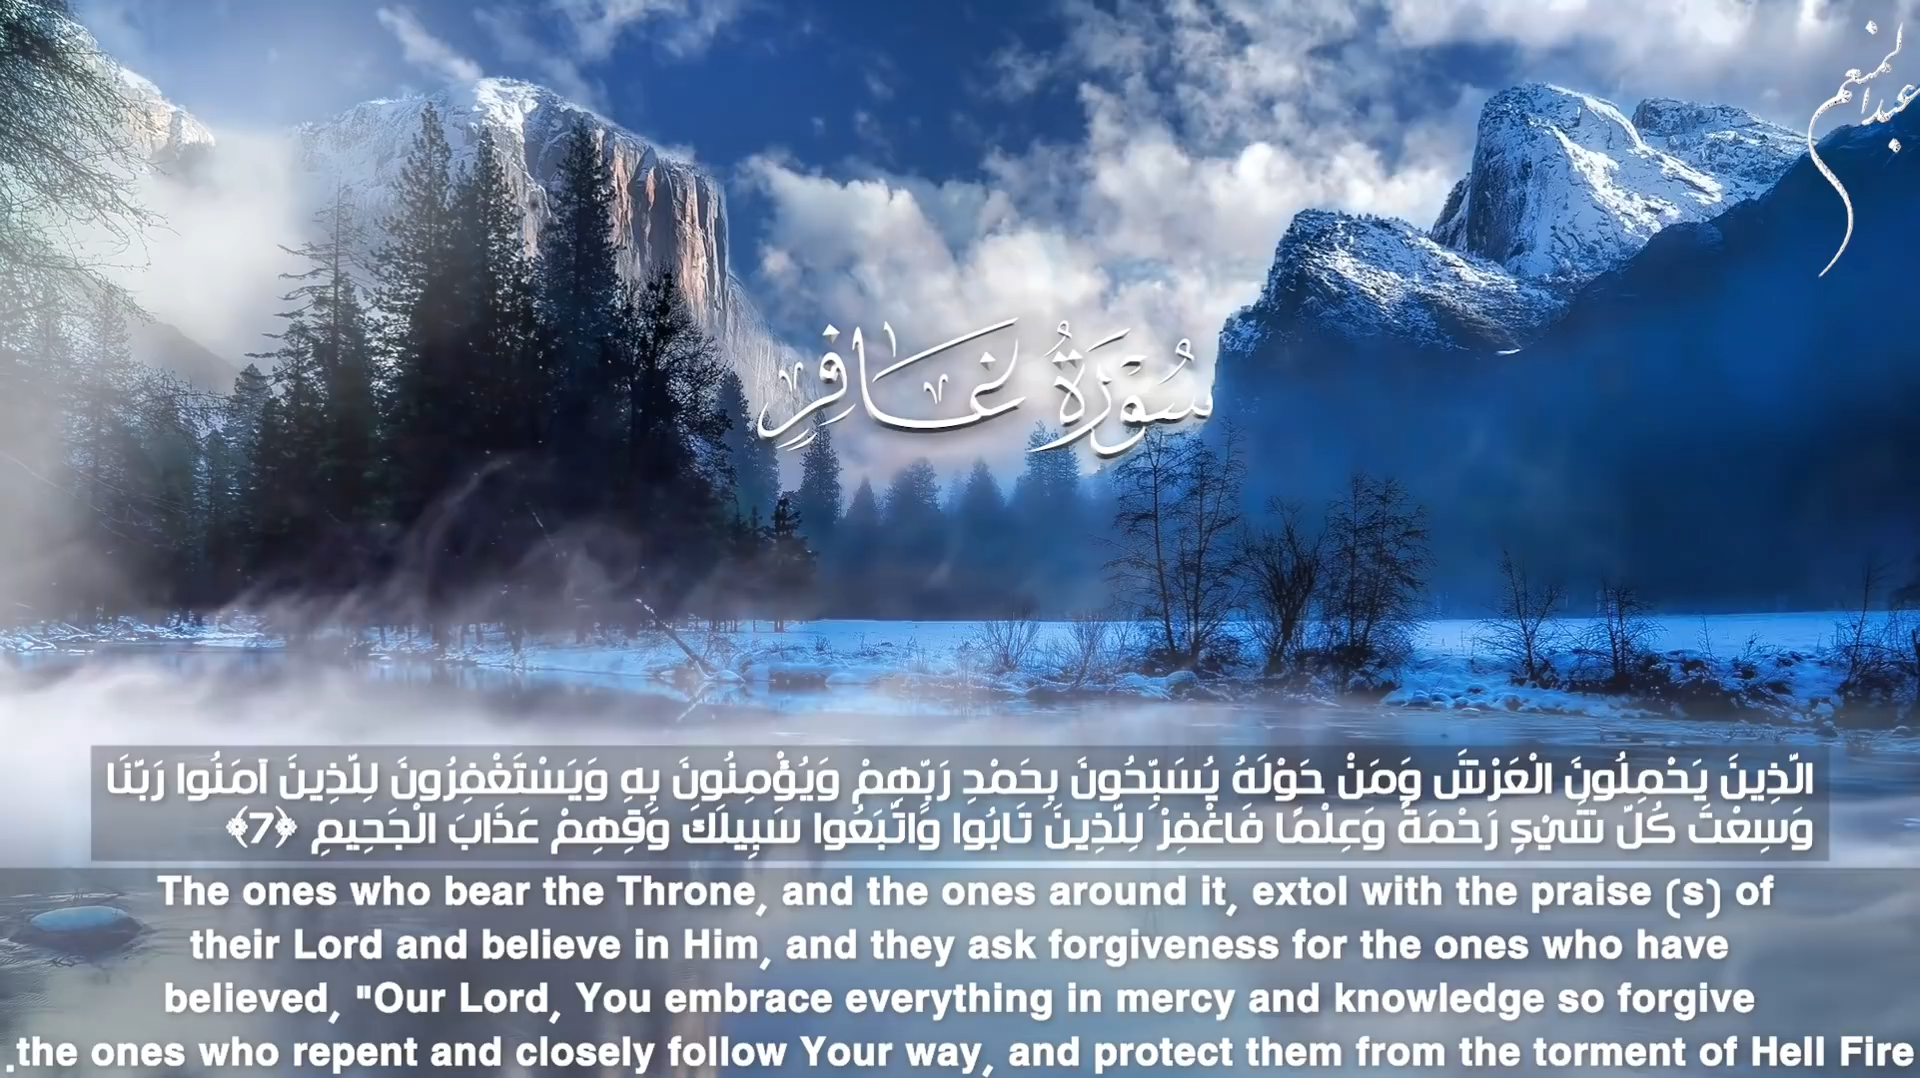 عبدالمنعم
سُوْرَةُ غَافِرٍ
الَّذِينَ يَحْمِلُونَ الْعَرْشَ وَمَنْ حَوْلَهُ يُسَبِّحُونَ بِحَمْدِ رَبِّهِمْ وَيُؤْمِنُونَ بِهِ وَيَسْتَغْفِرُونَ لِلَّذِينَ آمَنُوا رَبَّنَا
وَسِعْتَ كُلَّ شَيْءٍ رَحْمَةً وَعِلْمًا فَاغْفِرْ لِلَّذِينَ تَابُوا وَاتَّبَعُوا سَبِيلَكَ وَقِهِمْ عَذَابَ الْجَحِيمِ ﴿7﴾
The ones who bear the Throne, and the ones around it, extol with the praise (s) of
their Lord and believe in Him, and they ask forgiveness for the ones who have
believed, "Our Lord, You embrace everything in mercy and knowledge so forgive
.the ones who repent and closely follow Your way, and protect them from the torment of Hell Fire